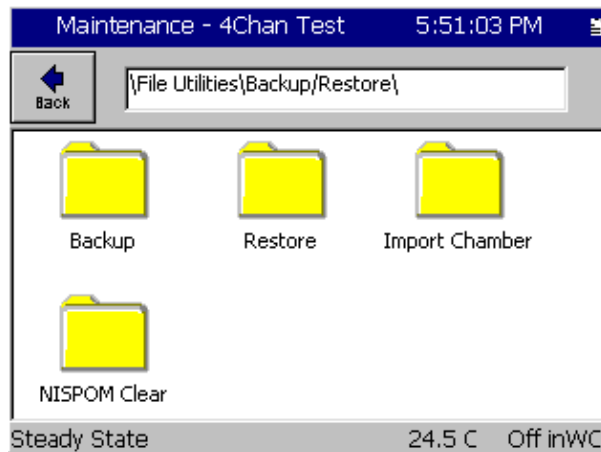 Maintenance - 4Chan Test 5:51:03 PM
Back \File Utilities\Backup/Restore\
Backup Restore Import Chamber
NISPOM Clear
Steady State 24.5 C Off inWC